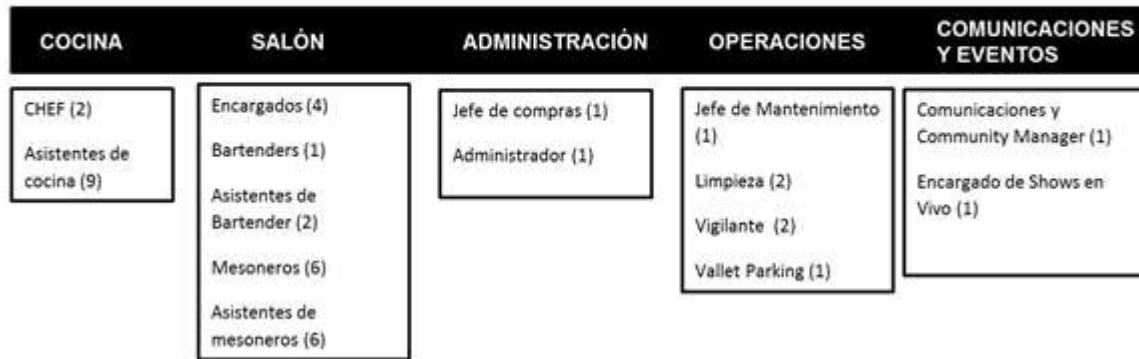 COCINA
SALÓN
ADMINISTRACIÓN
OPERACIONES
COMUNICACIONES
Y EVENTOS
CHEF (2)
Asistentes de
cocina (9)
Encargados (4)
Bartenders (1)
Asistentes de
Bartender (2)
Mesoneros (6)
Asistentes de
mesoneros (6)
Jefe de compras (1)
Administrador (1)
Jefe de Mantenimiento
(1)
Limpieza (2)
Vigilante (2)
Vallet Parking (1)
Comunicaciones y
Community Manager (1)
Encargado de Shows en
Vivo (1)